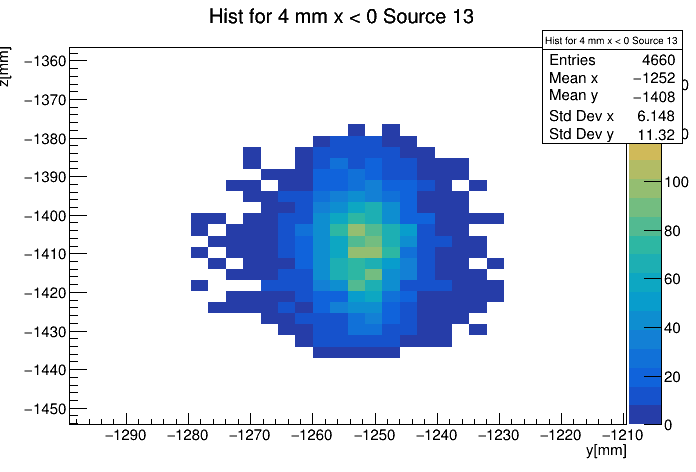 Hist for 4 mm x < 0 Source 13
Hist for 4 mm x < 0 Source 13
Entries 4660
Mean x −1252
Mean y −1408
Std Dev x 6.148
Std Dev y 11.32
z[mm]
−1360
−1370
−1380
−1390
−1400
−1410
−1420
−1430
−1440
−1450
100
80
60
40
20
0
−1290 −1280 −1270 −1260 −1250 −1240 −1230 −1220 −1210
y[mm]